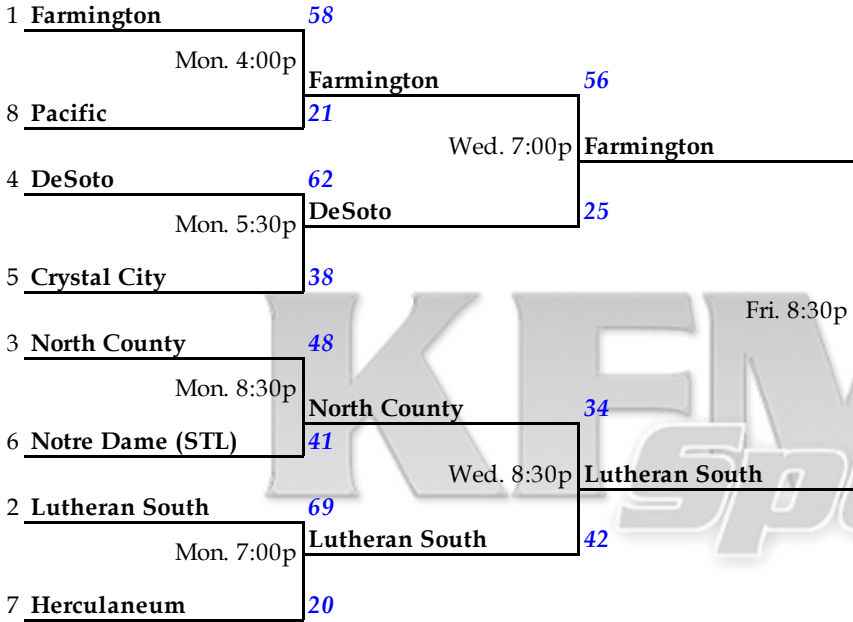 1 Farmington 58
Mon. 4:00p
Farmington 56
8 Pacific 21
Wed. 7:00p Farmington
4 DeSoto 62
Mon. 5:30p
DeSoto 25
5 Crystal City 38
Fri. 8:30p
3 North County 48
Mon. 8:30p
North County 34
6 Notre Dame (STL) 41
Wed. 8:30p Lutheran South
2 Lutheran South 69
Mon. 7:00p
Lutheran South 42
7 Herculaneum 20